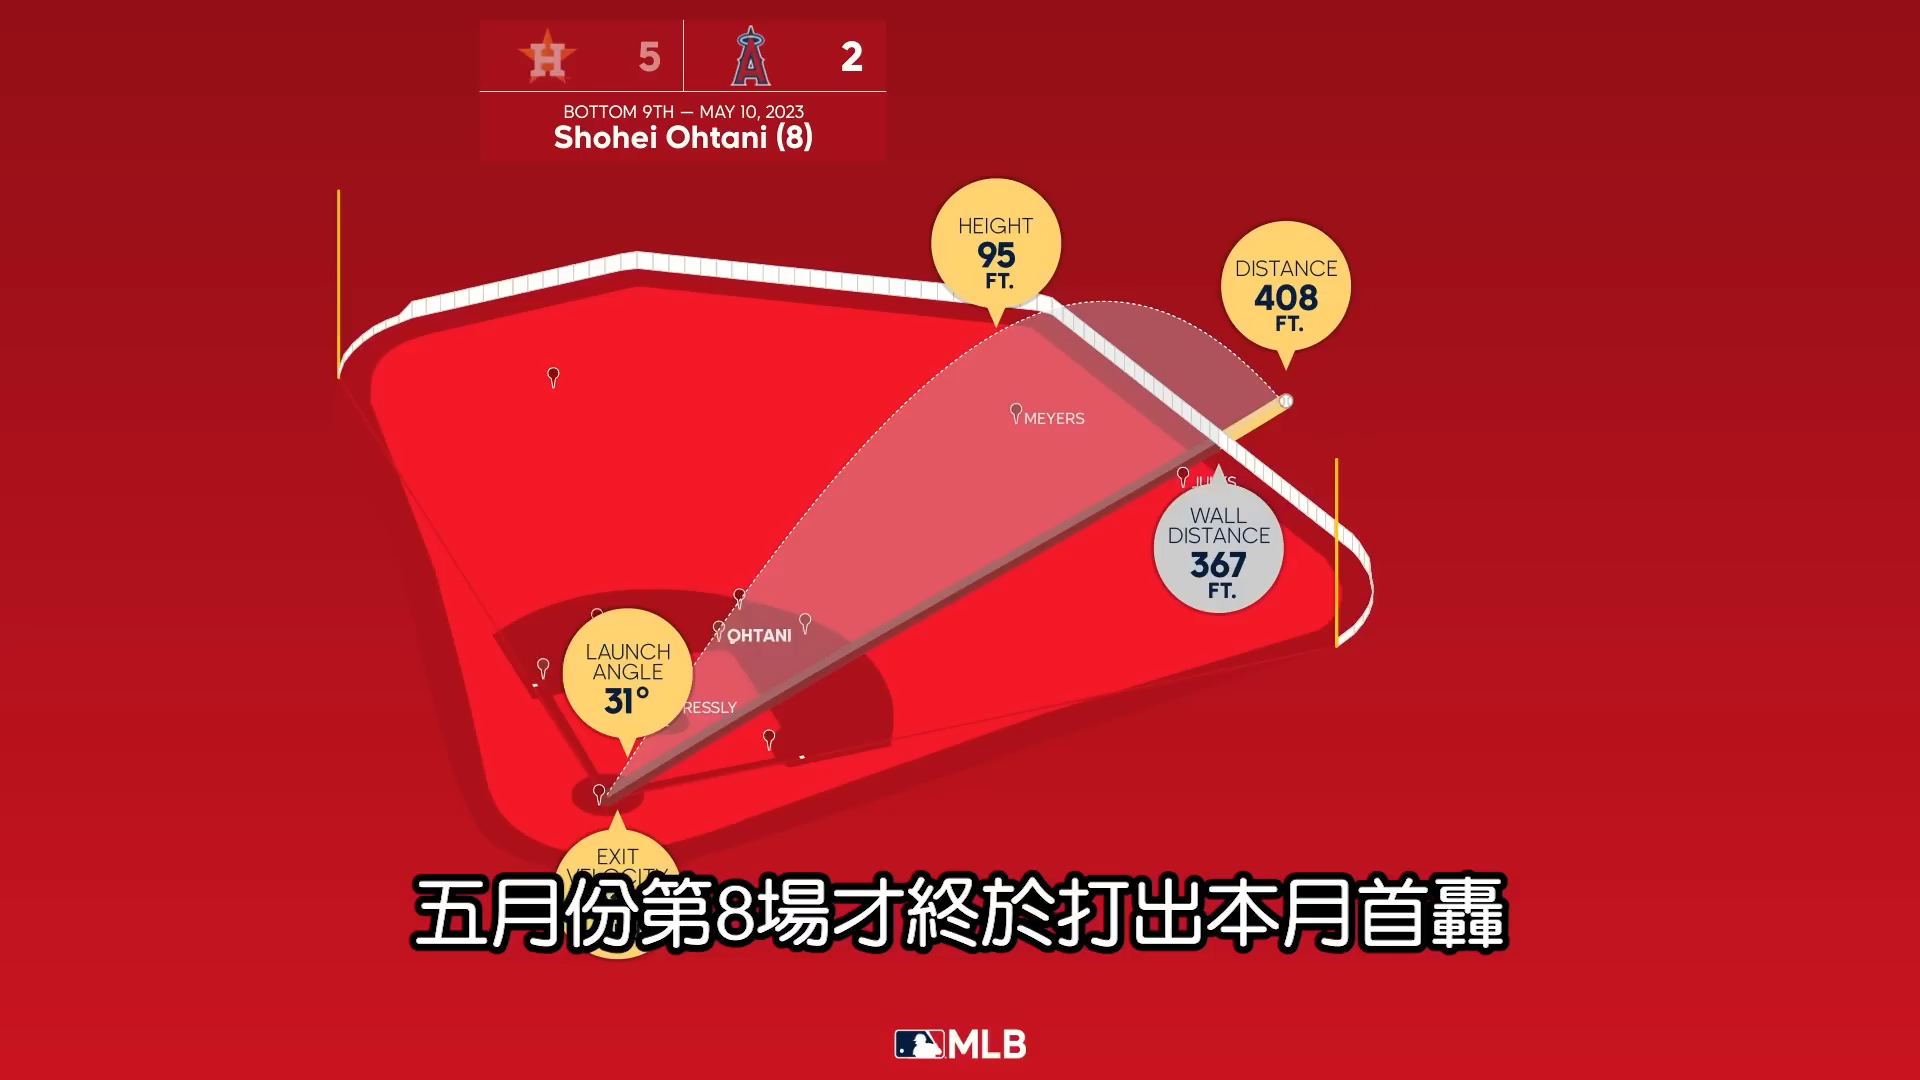 5
2
BOTTOM 9TH — MAY 10, 2023
Shohei Ohtani (8)
HEIGHT
95
FT.
DISTANCE
408
FT.
MEYERS
WALL
DISTANCE
367
FT.
OHTANI
LAUNCH
ANGLE
31°
RESSLY
EXIT
VELOCITY
五月份第8場才終於打出本月首轟
MLB